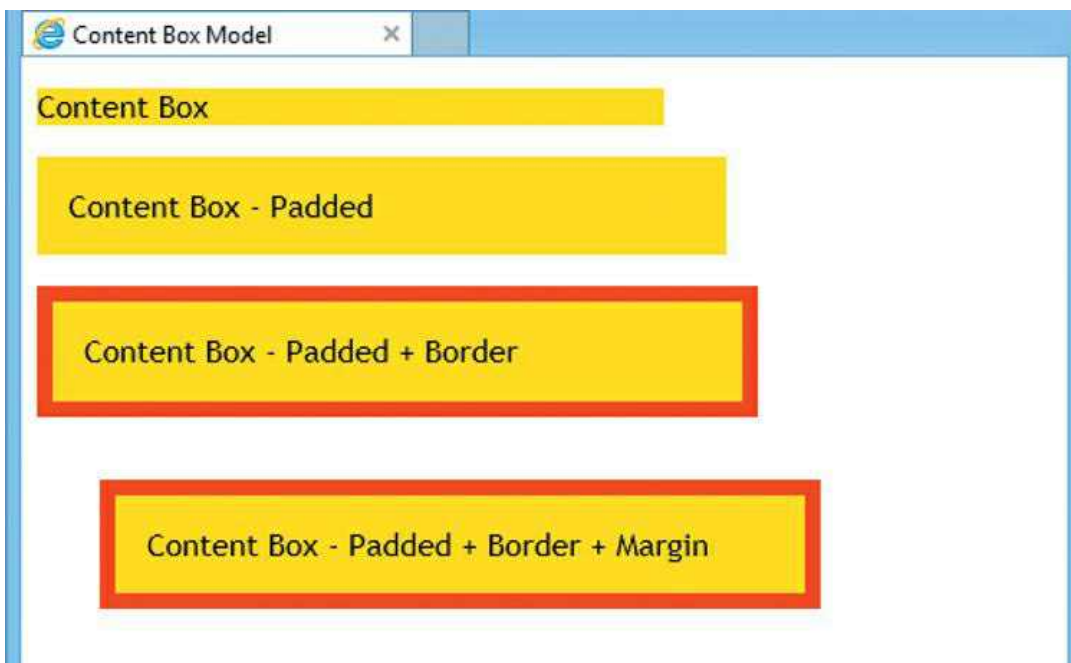 Content Box Model
Content Box
Content Box - Padded
Content Box - Padded + Border
Content Box - Padded + Border + Margin